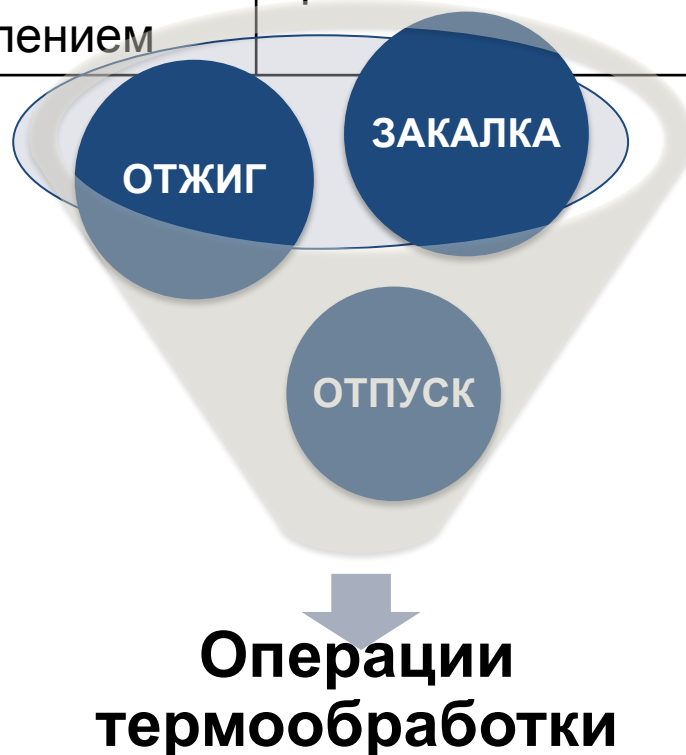 лением
ЗАКАЛКА
ОТЖИГ
ОТПУСК
Операции
термообработки